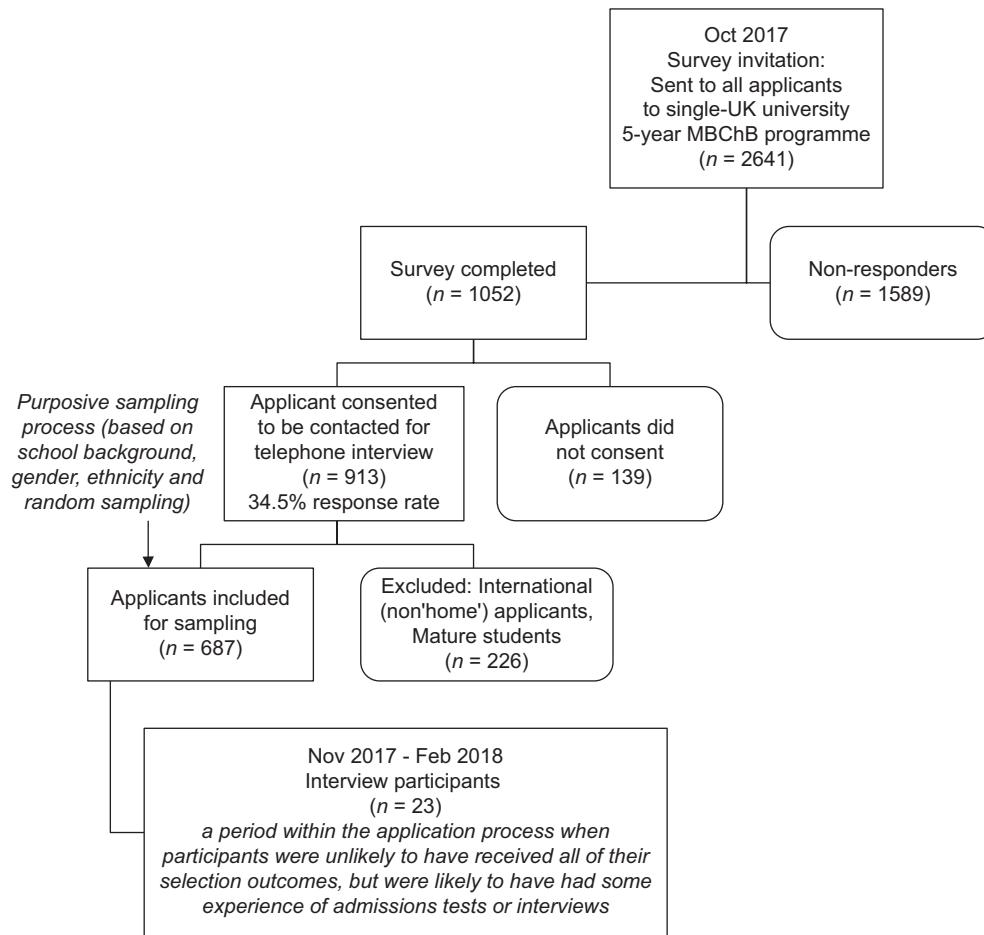 Oct 2017
Survey invitation:
Sent to all applicants
to single-UK university
5-year MBChB programme
(n = 2641)
Survey completed
(n = 1052)
Non-responders
(n = 1589)
Purposive sampling
process (based on
school background,
gender, ethnicity and
random sampling)
Applicant consented
to be contacted for
telephone interview
(n = 913)
34.5% response rate
Applicants did
not consent
(n = 139)
Applicants included
for sampling
(n = 687)
Excluded: International
(non'home') applicants,
Mature students
(n = 226)
Nov 2017 - Feb 2018
Interview participants
(n = 23)
a period within the application process when
participants were unlikely to have received all of their
selection outcomes, but were likely to have had some
experience of admissions tests or interviews